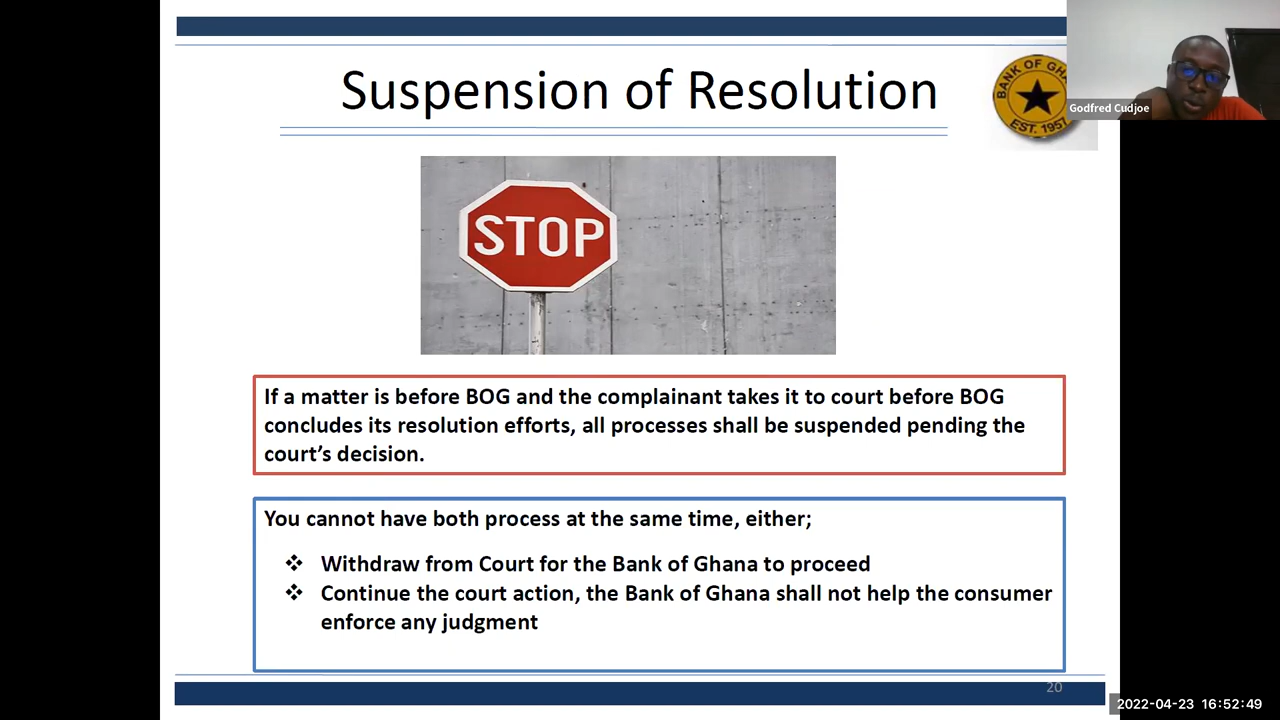 Suspension of Resolution
BANK OF GH
EST. 1957
Godfred Cudjoe
STOP
If a matter is before BOG and the complainant takes it to court before BOG
concludes its resolution efforts, all processes shall be suspended pending the
court's decision.
You cannot have both process at the same time, either;
❖ Withdraw from Court for the Bank of Ghana to proceed
❖ Continue the court action, the Bank of Ghana shall not help the consumer
enforce any judgment
20
2022-04-23 16:52:49